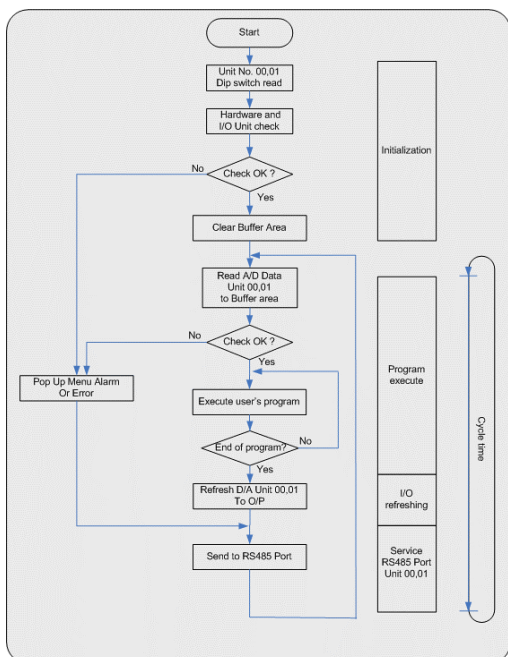 Start
Unit No. 00,01
Dip switch read
Hardware and
I/O Unit check
Initialization
No
Check OK ?
Yes
Clear Buffer Area
Read A/D Data
Unit 00,01
to Buffer area
No
Check OK ?
Yes
Program
execute
Pop Up Menu Alarm
Or Error
Execute user's program
Cycle time
End of program?
No
Yes
Refresh D/A Unit 00,01
To O/P
I/O
refreshing
Send to RS485 Port
Service
RS485 Port
Unit 00,01